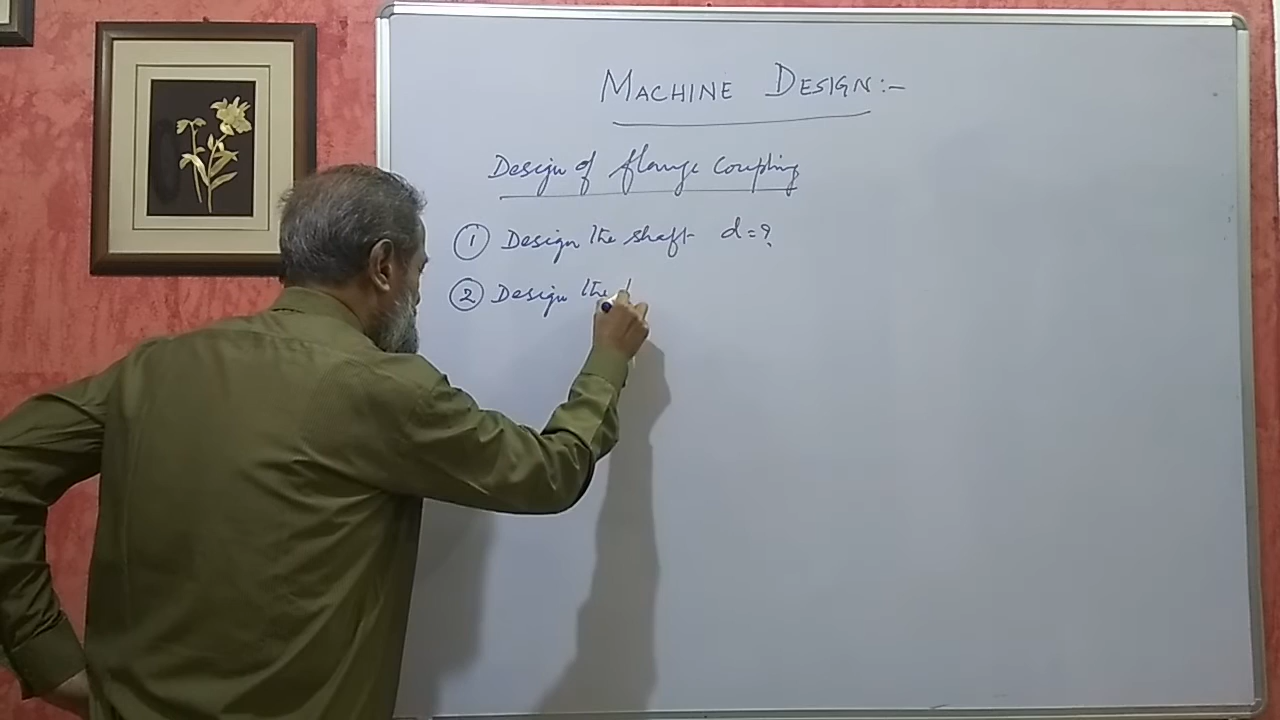 MACHINE DESIGN:-
Design of flange coupling
① Design the shaft d=?
② Design the